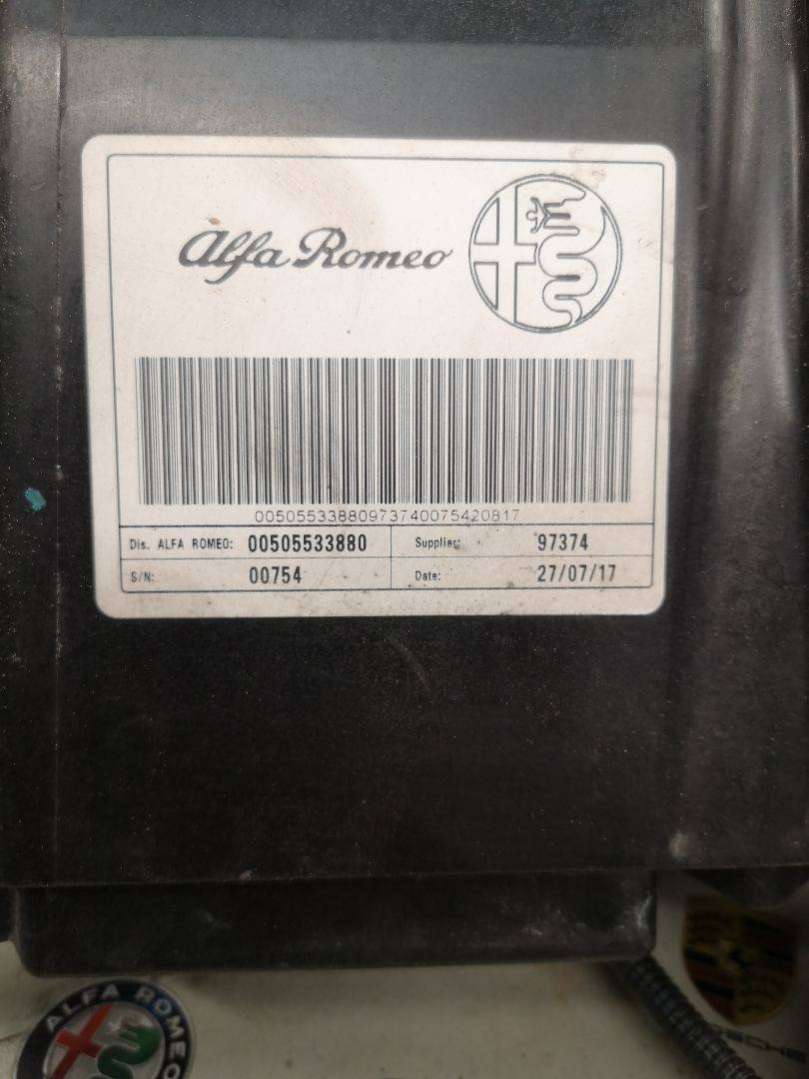 Alfa Romeo
00505533880973740075420817
Dis. ALFA ROMEO: 00505533880 Supplier: 97374
S/N: 00754 Date: 27/07/17
ALFA ROMEO